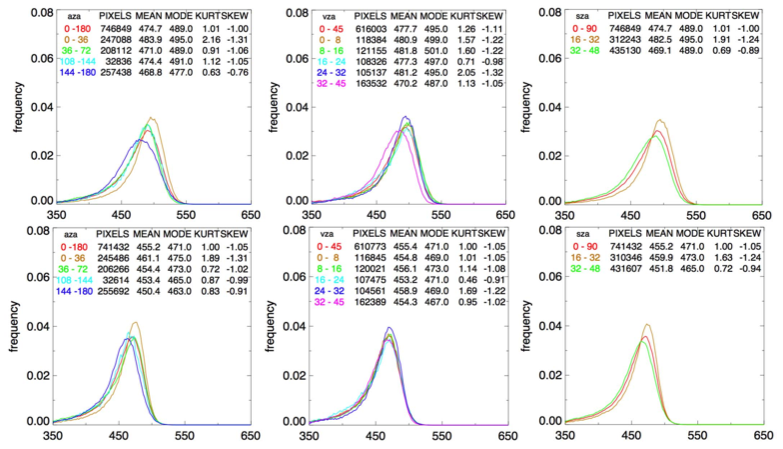 aza PIXELS MEAN MODE KURTSKEW
0 -180 746849 474.7 489.0 1.01 -1.00
0 -36 247088 483.9 495.0 2.16 -1.31
36 - 72 208112 471.0 489.0 0.91 -1.06
108 -144 32836 474.4 491.0 1.12 -1.05
144 -180 257438 468.8 477.0 0.63 -0.76
0.08
0.06
0.04
0.02
0.00
frequency
350 450 550 650
vza PIXELS MEAN MODE KURTSKEW
0 - 45 616003 477.7 495.0 1.26 -1.11
0 - 8 118384 480.9 499.0 1.57 -1.22
8 - 16 121155 481.8 501.0 1.60 -1.22
16 - 24 108326 477.3 497.0 0.71 -0.98
24 - 32 105137 481.2 495.0 2.05 -1.32
32 - 45 163532 470.2 487.0 1.13 -1.05
0.08
0.06
0.04
0.02
0.00
frequency
350 450 550 650
sza PIXELS MEAN MODE KURTSKEW
0 - 90 746849 474.7 489.0 1.01 -1.00
16 - 32 312243 482.5 495.0 1.91 -1.24
32 - 48 435130 469.1 489.0 0.69 -0.89
0.08
0.06
0.04
0.02
0.00
frequency
350 450 550 650
aza PIXELS MEAN MODE KURTSKEW
0 -180 741432 455.2 471.0 1.00 -1.05
0 -36 245486 461.1 475.0 1.89 -1.31
36 - 72 206266 454.4 473.0 0.72 -1.02
108 -144 32614 453.4 465.0 0.87 -0.99
144 -180 255692 450.4 463.0 0.83 -0.91
0.08
0.06
0.04
0.02
0.00
frequency
350 450 550 650
vza PIXELS MEAN MODE KURTSKEW
0 - 45 610773 455.4 471.0 1.00 -1.05
0 - 8 116845 454.8 469.0 1.01 -1.05
8 - 16 120021 456.1 473.0 1.14 -1.08
16 - 24 107475 453.2 471.0 0.46 -0.91
24 - 32 104561 458.9 469.0 1.69 -1.22
32 - 45 162389 454.3 467.0 0.95 -1.02
0.08
0.06
0.04
0.02
0.00
frequency
350 450 550 650
sza PIXELS MEAN MODE KURTSKEW
0 - 90 741432 455.2 471.0 1.00 -1.05
16 - 32 310346 459.9 473.0 1.63 -1.24
32 - 48 431607 451.8 465.0 0.72 -0.94
0.08
0.06
0.04
0.02
0.00
frequency
350 450 550 650